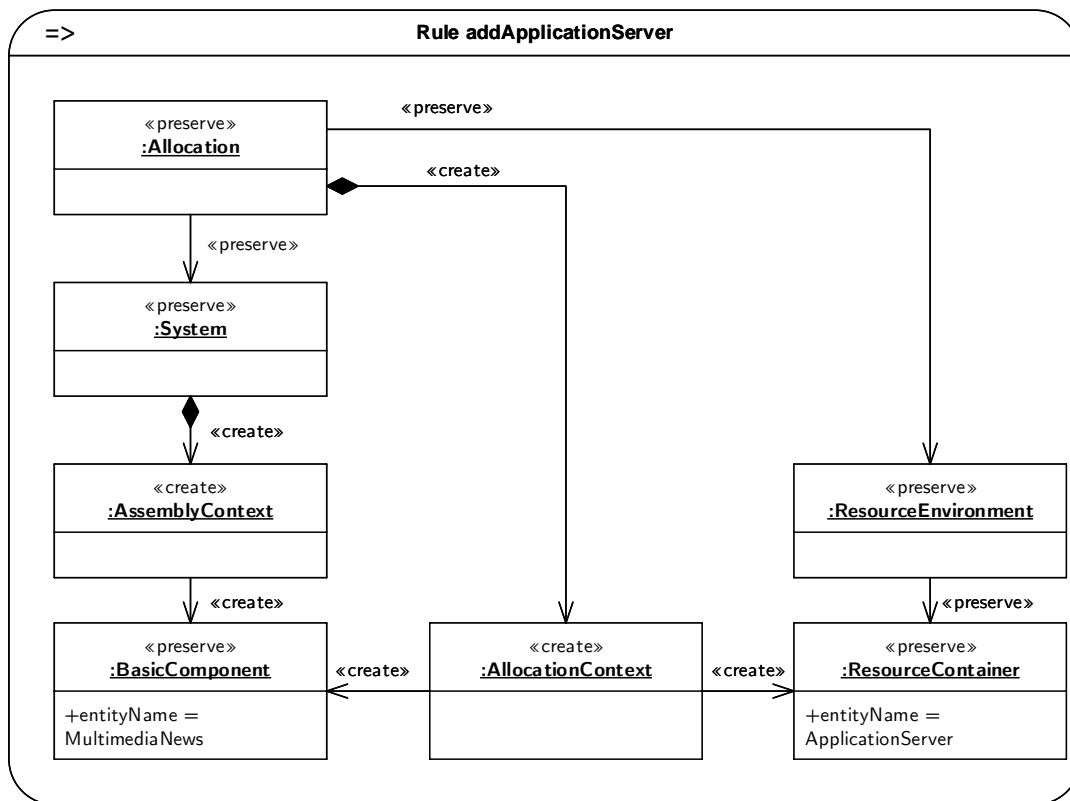 =>
Rule addApplicationServer
«preserve»
:Allocation
«preserve»
«create»
«preserve»
«preserve»
:System
«create»
«create»
:AssemblyContext
«preserve»
:ResourceEnvironment
«create»
«preserve»
«preserve»
:BasicComponent
+entityName =
MultimediaNews
«create»
«create»
:AllocationContext
«create»
«preserve»
:ResourceContainer
+entityName =
ApplicationServer